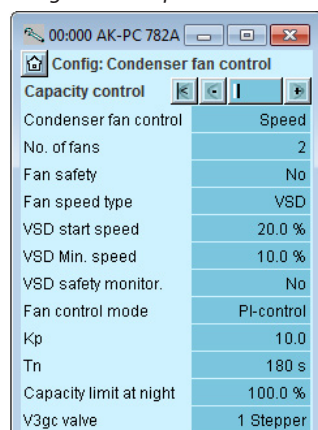 00:000 AK-PC 782A
Config: Condenser fan control
Capacity control
Condenser fan control Speed
No. of fans 2
Fan safety No
Fan speed type VSD
VSD start speed 20.0 %
VSD Min. speed 10.0 %
VSD safety monitor. No
Fan control mode PI-control
Kp 10.0
Tn 180 s
Capacity limit at night 100.0 %
V3gc valve 1 Stepper